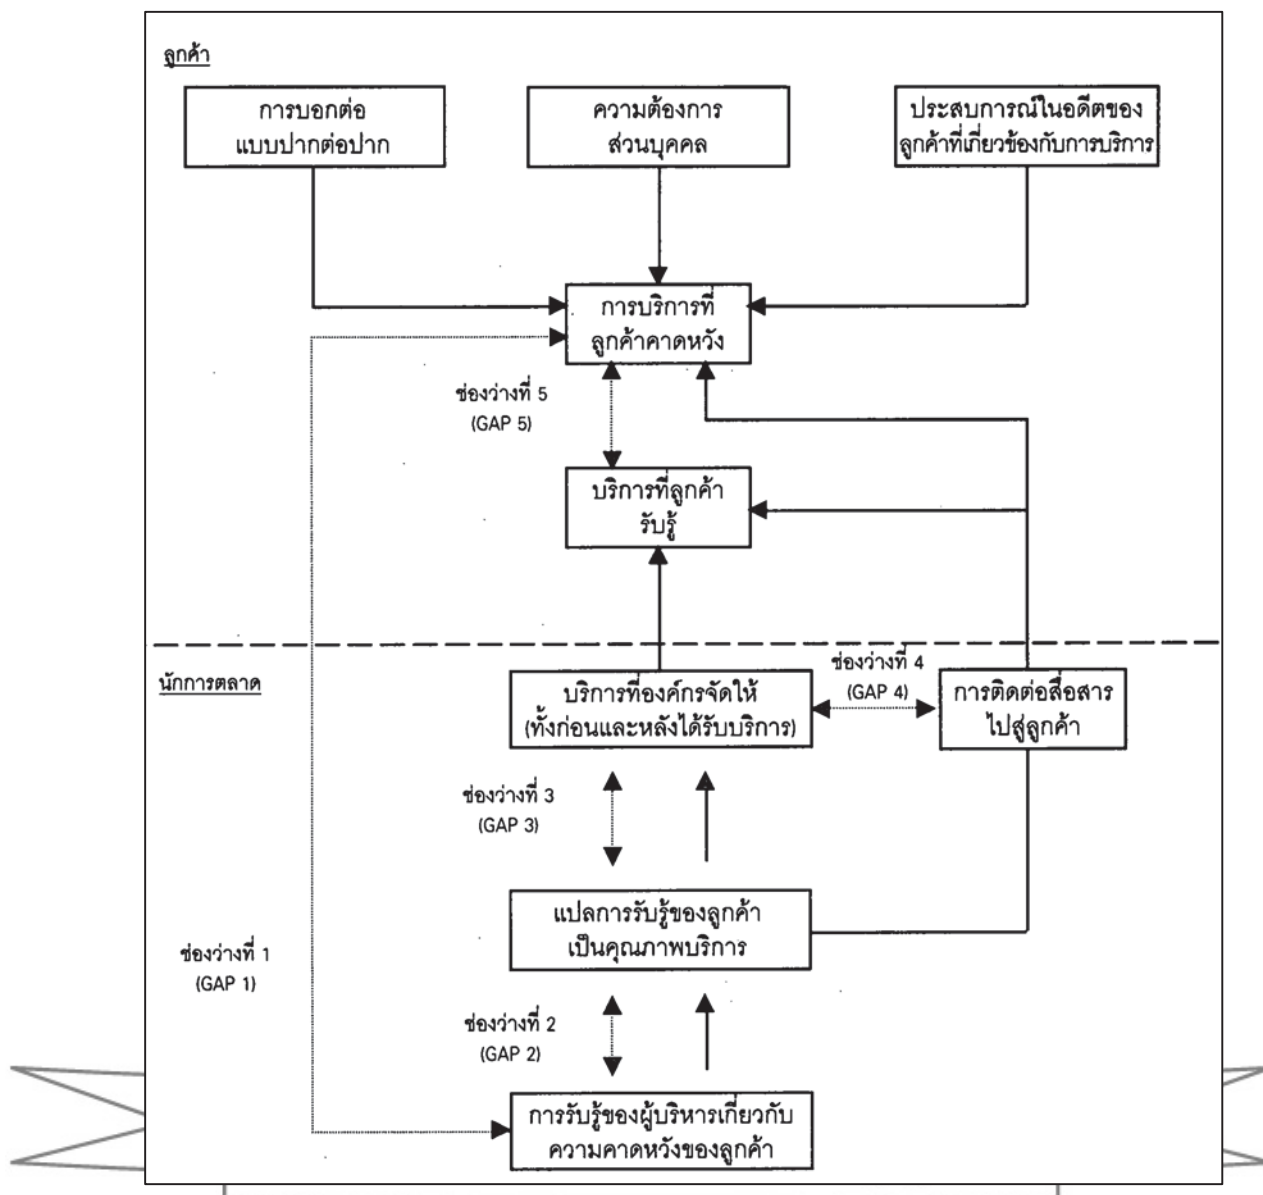 ลูกค้า
การบอกต่อ
แบบปากต่อปาก
ความต้องการ
ส่วนบุคคล
ประสบการณ์ในอดีตของ
ลูกค้าที่เกี่ยวข้องกับการบริการ
การบริการที่
ลูกค้าคาดหวัง
ช่องว่างที่ 5
(GAP 5)
บริการที่ลูกค้า
รับรู้
นักการตลาด
บริการที่องค์กรจัดให้
(ทั้งก่อนและหลังได้รับบริการ)
ช่องว่างที่ 4
(GAP 4)
การติดต่อสื่อสาร
ไปสู่ลูกค้า
ช่องว่างที่ 3
(GAP 3)
แปลการรับรู้ของลูกค้า
เป็นคุณภาพบริการ
ช่องว่างที่ 1
(GAP 1)
ช่องว่างที่ 2
(GAP 2)
การรับรู้ของผู้บริหารเกี่ยวกับ
ความคาดหวังของลูกค้า